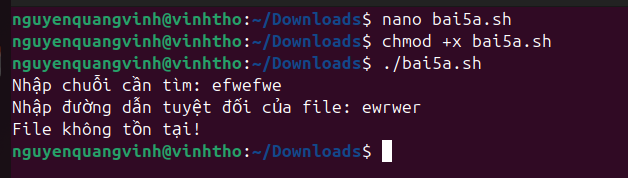 nguyenquangvinh@vinhtho:~/Downloads$ nano bai5a.sh
nguyenquangvinh@vinhtho:~/Downloads$ chmod +x bai5a.sh
nguyenquangvinh@vinhtho:~/Downloads$ ./bai5a.sh
Nhập chuỗi cần tìm: efwefwe
Nhập đường dẫn tuyệt đối của file: ewrwer
File không tồn tại!
nguyenquangvinh@vinhtho:~/Downloads$